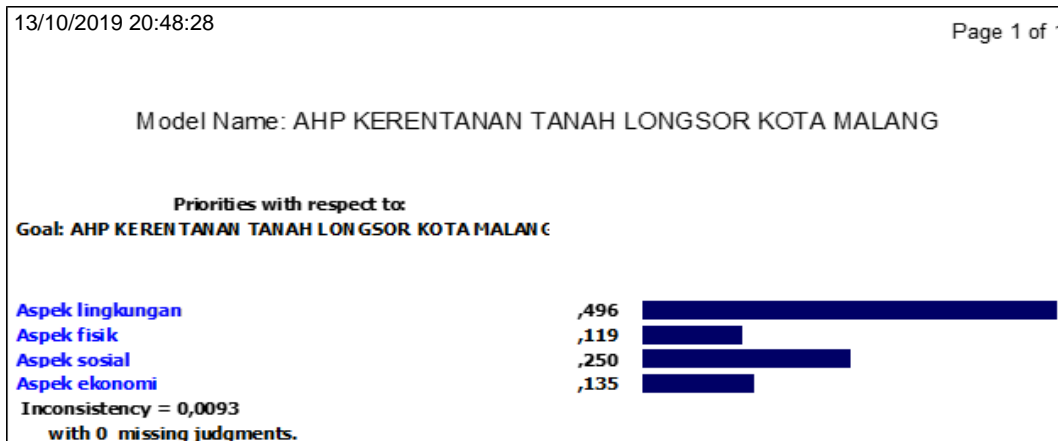 13/10/2019 20:48:28
Page 1 of 1
Model Name: AHP KERENTANAN TANAH LONGSOR KOTA MALANG
Priorities with respect to:
Goal: AHP KERENTANAN TANAH LONGSOR KOTA MALANG
Aspek lingkungan ,496
Aspek fisik ,119
Aspek sosial ,250
Aspek ekonomi ,135
Inconsistency = 0,0093
with 0 missing judgments.